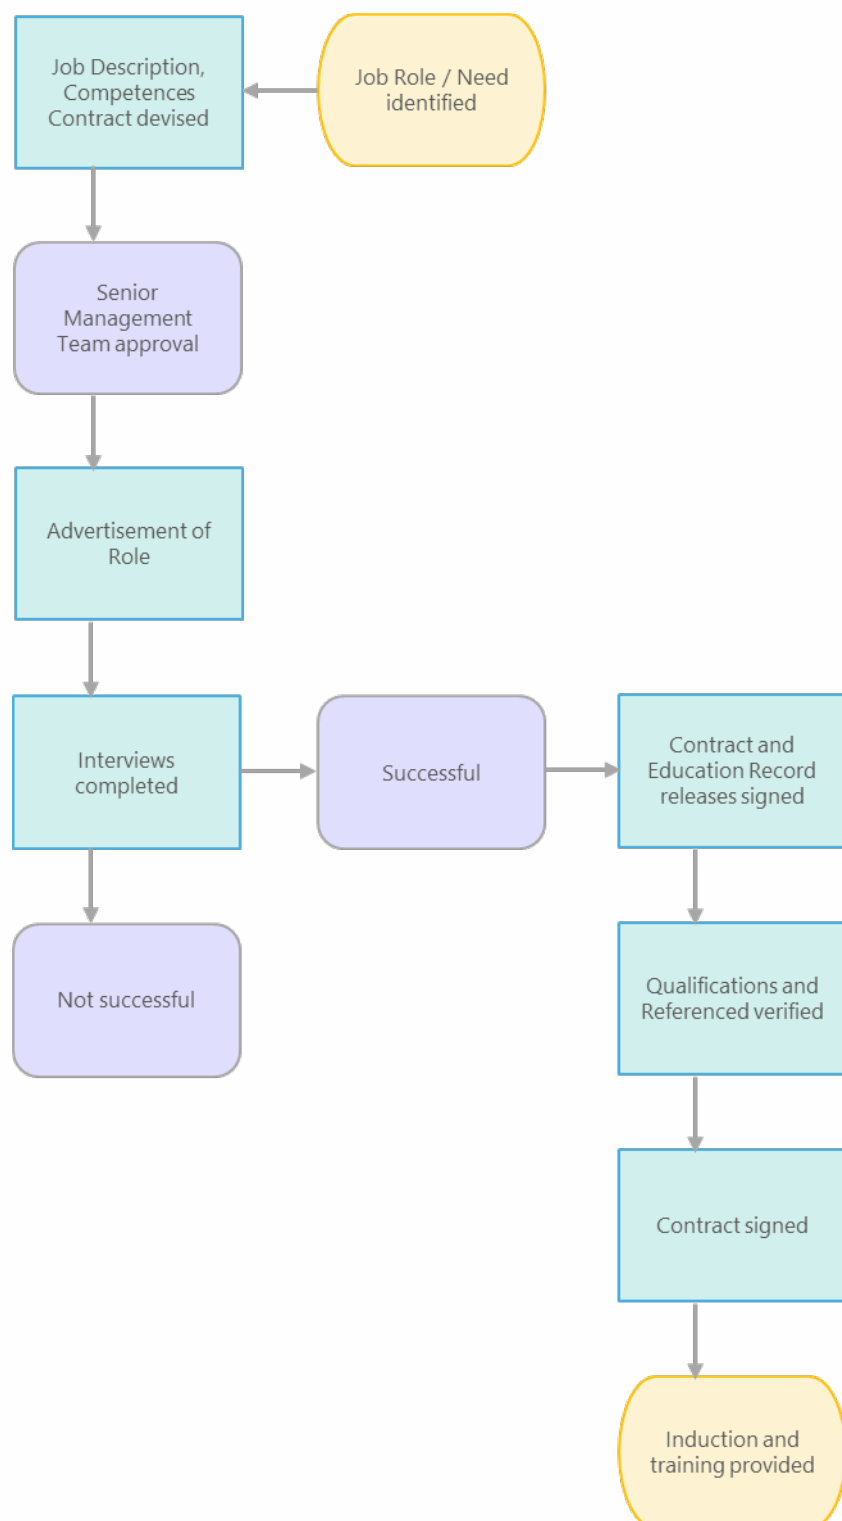 Job Role / Need
identified
Job Description,
Competences
Contract devised
Senior
Management
Team approval
Advertisement of
Role
Interviews
completed
Successful
Not successful
Contract and
Education Record
releases signed
Qualifications and
Referenced verified
Contract signed
Induction and
training provided